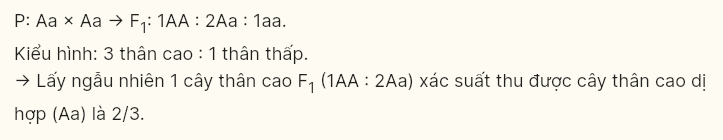 P: Aa × Aa → F₁: 1AA : 2Aa : 1aa.
Kiểu hình: 3 thân cao : 1 thân thấp.
→ Lấy ngẫu nhiên 1 cây thân cao F₁ (1AA : 2Aa) xác suất thu được cây thân cao dị
hợp (Aa) là 2/3.